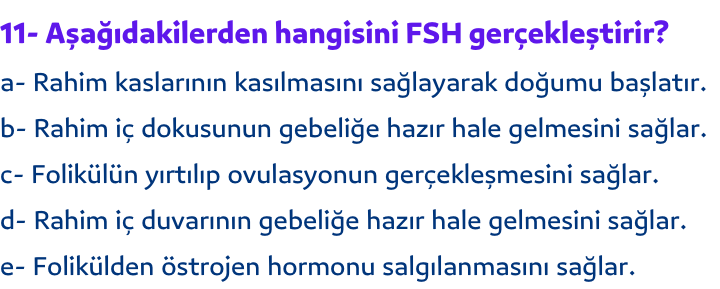 11- Aşağıdakilerden hangisini FSH gerçekleştirir?
a- Rahim kaslarının kasılmasını sağlayarak doğumu başlatır.
b- Rahim iç dokusunun gebeliğe hazır hale gelmesini sağlar.
c- Folikülün yırtılıp ovulasyonun gerçekleşmesini sağlar.
d- Rahim iç duvarının gebeliğe hazır hale gelmesini sağlar.
e- Folikülden östrojen hormonu salgılanmasını sağlar.